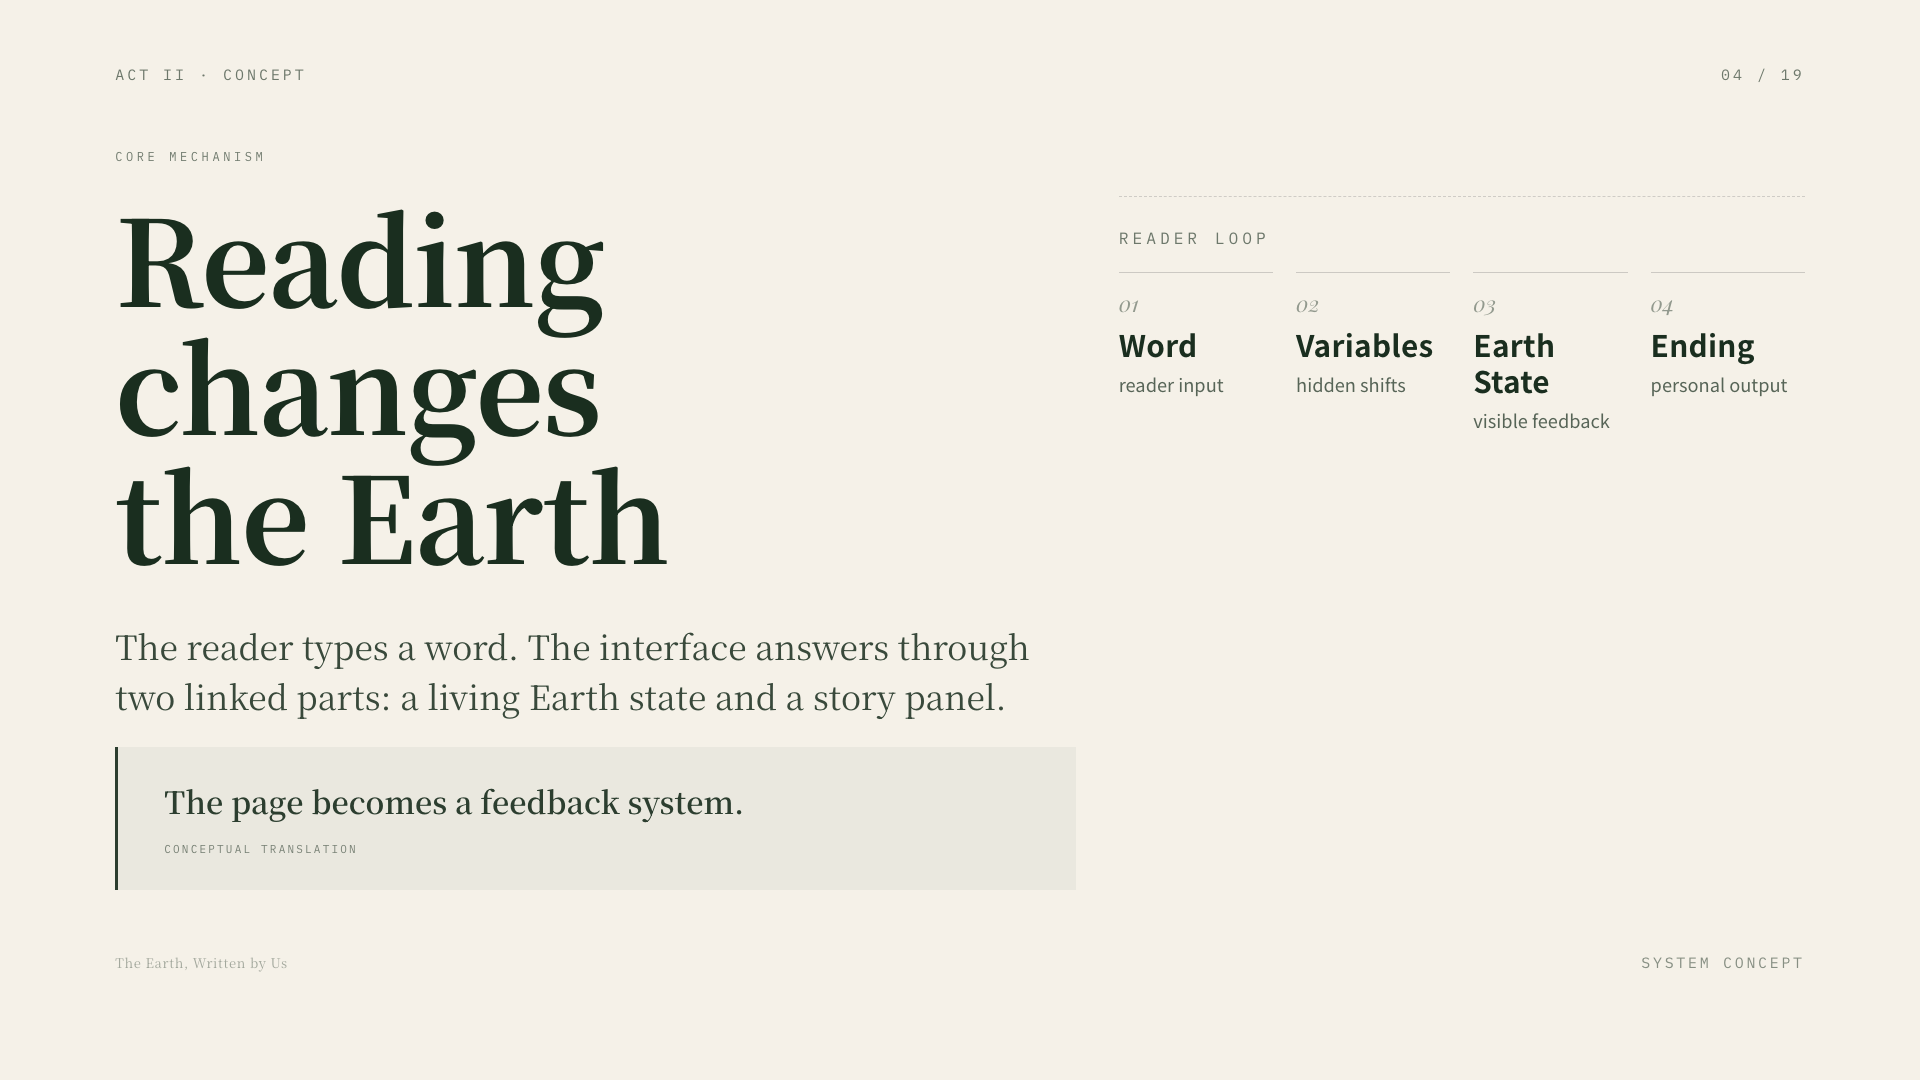 ACT II · CONCEPT
04 / 19
CORE MECHANISM
Reading
changes
the Earth
The reader types a word. The interface answers through
two linked parts: a living Earth state and a story panel.
The page becomes a feedback system.
CONCEPTUAL TRANSLATION
READER LOOP
01
Word
reader input
02
Variables
hidden shifts
03
Earth
State
visible feedback
04
Ending
personal output
The Earth, Written by Us
SYSTEM CONCEPT